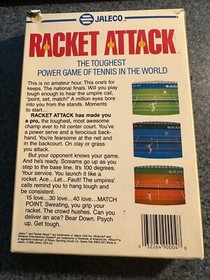 JALECO
RACKET ATTACK
THE TOUGHEST
POWER GAME OF TENNIS IN THE WORLD
This is no amateur hour. This one's for
keeps. The national finals. Will you play
tough enough to hear the umpire call,
"point, set, match" A million eyes bore
into you from the stands. It's time to
start...
RACKET ATTACK has made you
a pro, the toughest, most awesome
champ ever to hit center court. You've a
power serve and a ferocious back-
hand. You're fearsome at the net and
in the backcourt. On clay or grass
you attack.
But your opponent knows your game.
And he's ready. Screams go up as you
step to the base line. It's 100 degrees.
Your service. You launch it like a
rocket. Ace...Let...Fault! The umpires'
calls remind you to hang tough and
be consistent.
15 love...30 love...40 love...MATCH
POINT. Sweating, you grip your
racket. The crowd hushes. Can you
deliver an ace? Bear Down. Psych
up. Get tough.